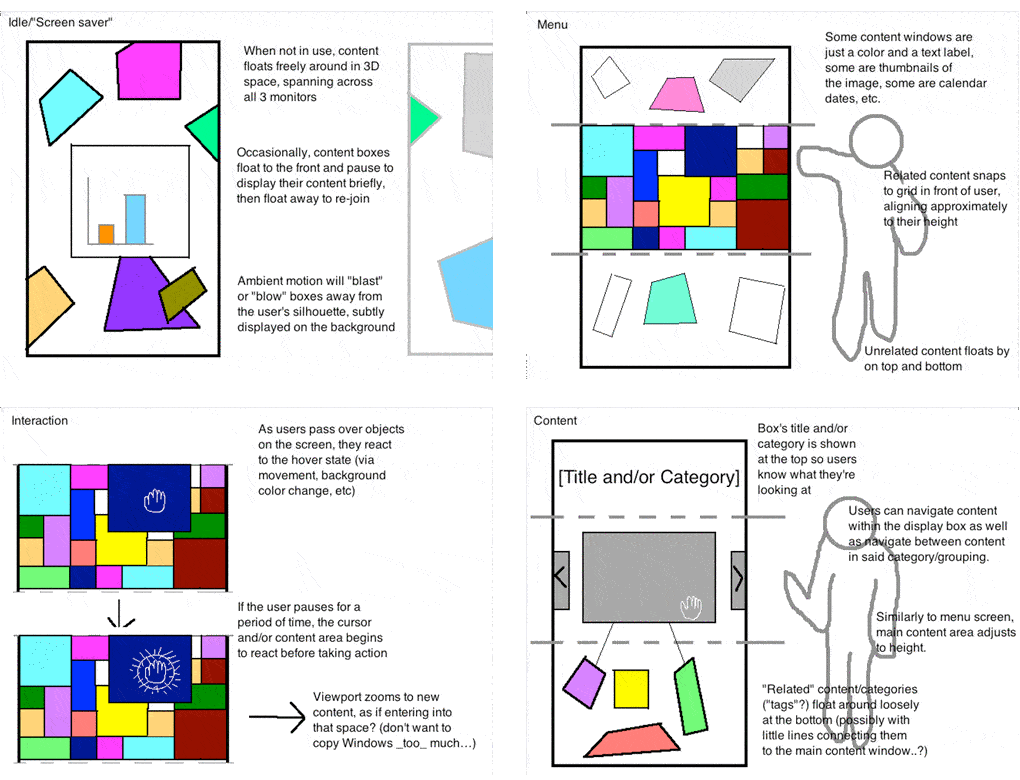 Idle/"Screen saver"
When not in use, content
floats freely around in 3D
space, spanning across
all 3 monitors
Occasionally, content boxes
float to the front and pause to
display their content briefly,
then float away to re-join
Ambient motion will "blast"
or "blow" boxes away from
the user's silhouette, subtly
displayed on the background
Menu
Some content windows are
just a color and a text label,
some are thumbnails of
the image, some are calendar
dates, etc.
Related content snaps
to grid in front of user,
aligning approximately
to their height
Unrelated content floats by
on top and bottom
Interaction
As users pass over objects
on the screen, they react
to the hover state (via
movement, background
color change, etc)
If the user pauses for a
period of time, the cursor
and/or content area begins
to react before taking action
Viewport zooms to new
content, as if entering into
that space? (don't want to
copy Windows _too_ much...)
Content
Box's title and/or
category is shown
at the top so users
know what they're
looking at
[Title and/or Category]
Users can navigate content
within the display box as well
as navigate between content
in said category/grouping.
Similarly to menu screen,
main content area adjusts
to height.
"Related" content/categories
("tags"?) float around loosely
at the bottom (possibly with
little lines connecting them
to the main content window..?)